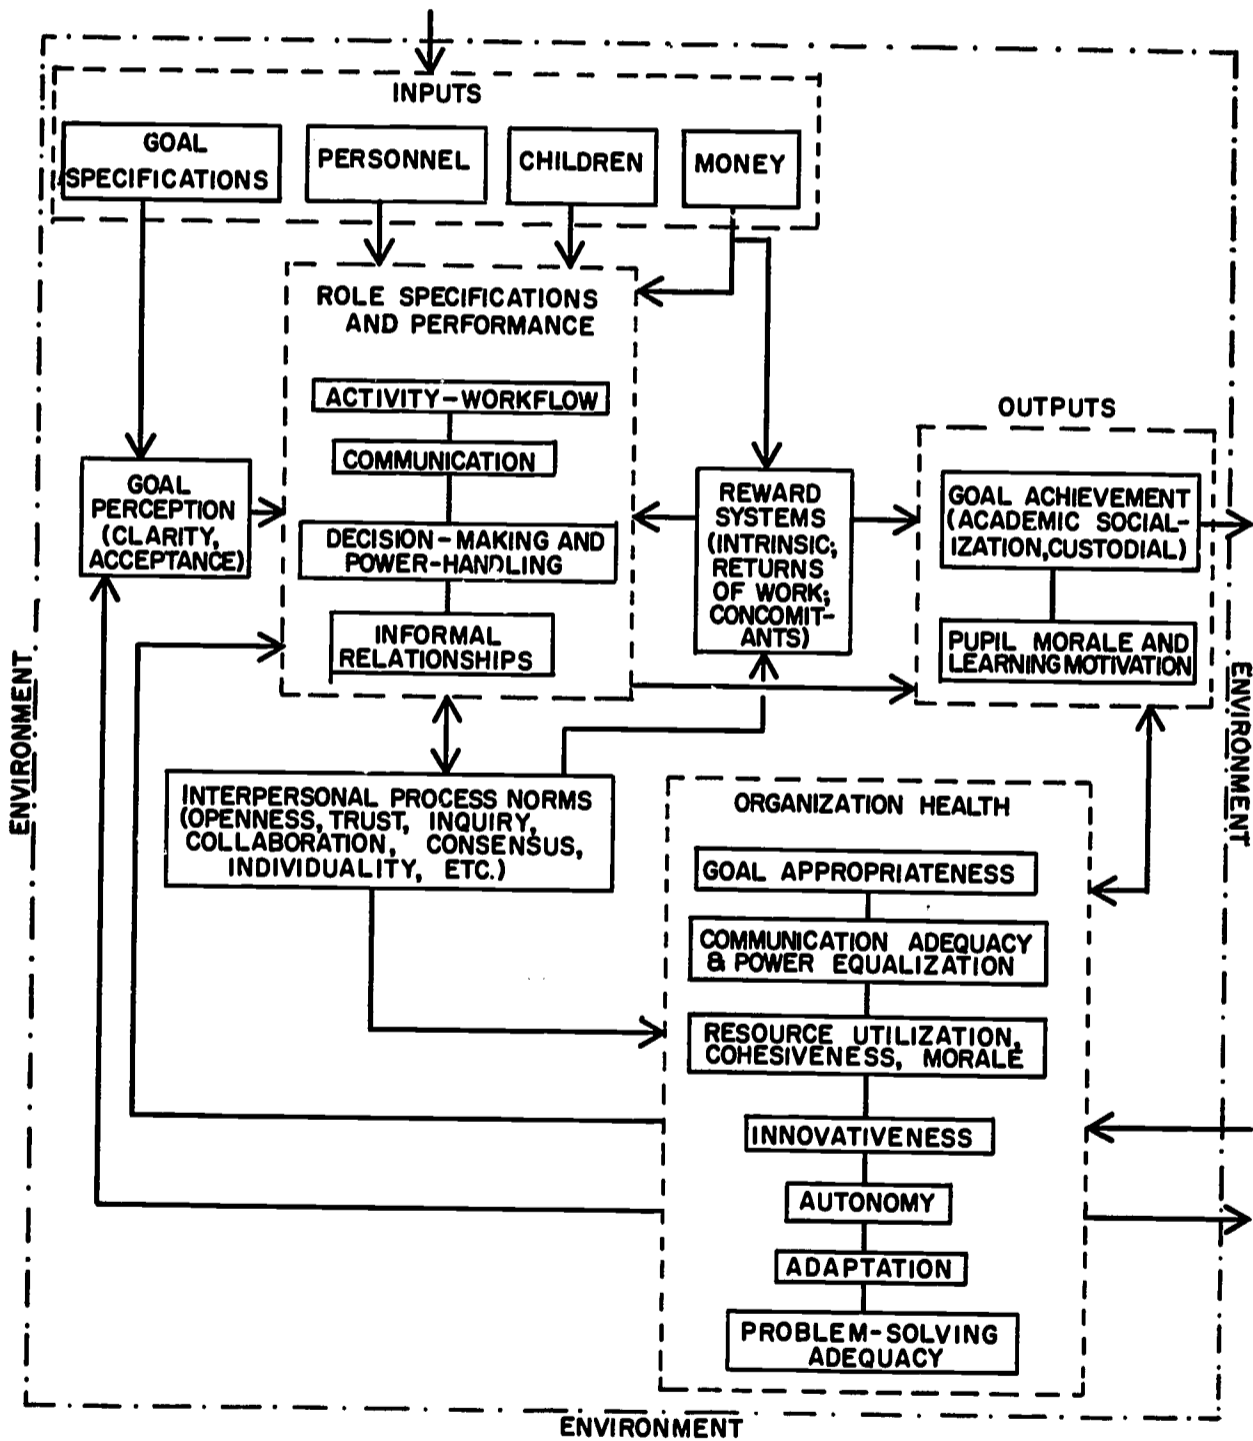 INPUTS
GOAL
SPECIFICATIONS
PERSONNEL
CHILDREN
MONEY
ROLE SPECIFICATIONS
AND PERFORMANCE
ACTIVITY-WORKFLOW
COMMUNICATION
DECISION-MAKING AND
POWER-HANDLING
INFORMAL
RELATIONSHIPS
GOAL
PERCEPTION
(CLARITY,
ACCEPTANCE)
REWARD
SYSTEMS
(INTRINSIC;
RETURNS
OF WORK;
CONCOMIT-
ANTS)
OUTPUTS
GOAL ACHIEVEMENT
(ACADEMIC SOCIAL-
IZATION, CUSTODIAL)
PUPIL MORALE AND
LEARNING MOTIVATION
ENVIRONMENT
ENVIRONMENT
INTERPERSONAL PROCESS NORMS
(OPENNESS, TRUST, INQUIRY,
COLLABORATION, CONSENSUS,
INDIVIDUALITY, ETC.)
ORGANIZATION HEALTH
GOAL APPROPRIATENESS
COMMUNICATION ADEQUACY
& POWER EQUALIZATION
RESOURCE UTILIZATION,
COHESIVENESS, MORALE
INNOVATIVENESS
AUTONOMY
ADAPTATION
PROBLEM-SOLVING
ADEQUACY
ENVIRONMENT